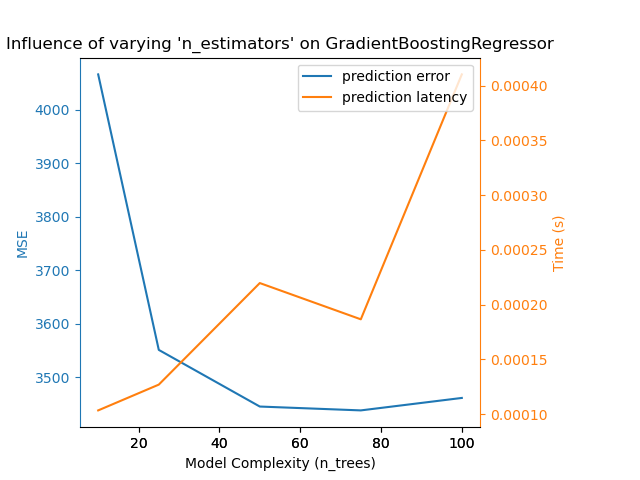 Influence of varying 'n_estimators' on GradientBoostingRegressor
prediction error
prediction latency
4000
3900
3800
3700
3600
3500
MSE
0.00040
0.00035
0.00030
0.00025
0.00020
0.00015
0.00010
Time (s)
20 40 60 80 100
Model Complexity (n_trees)